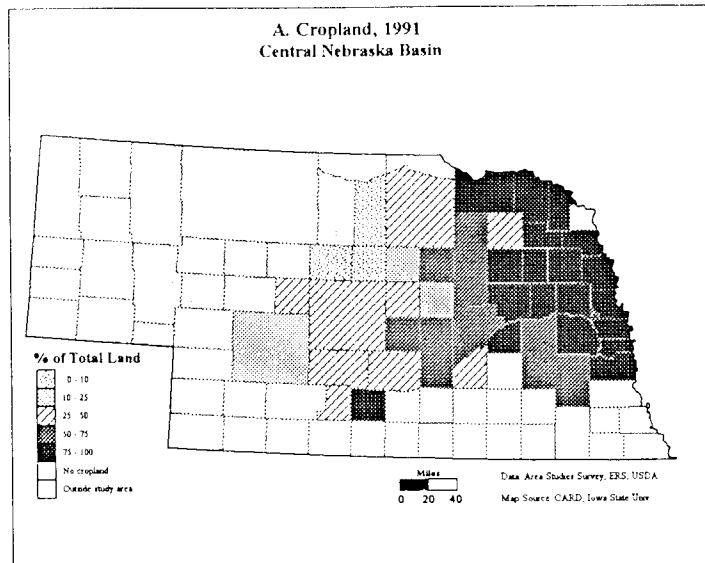 A. Cropland, 1991
Central Nebraska Basin
% of Total Land
0 - 10
10 - 25
25 - 50
50 - 75
75 - 100
No cropland
Outside study area
Miles
0 20 40
Data: Area Studies Survey, ERS, USDA
Map Source: CARD, Iowa State Univ